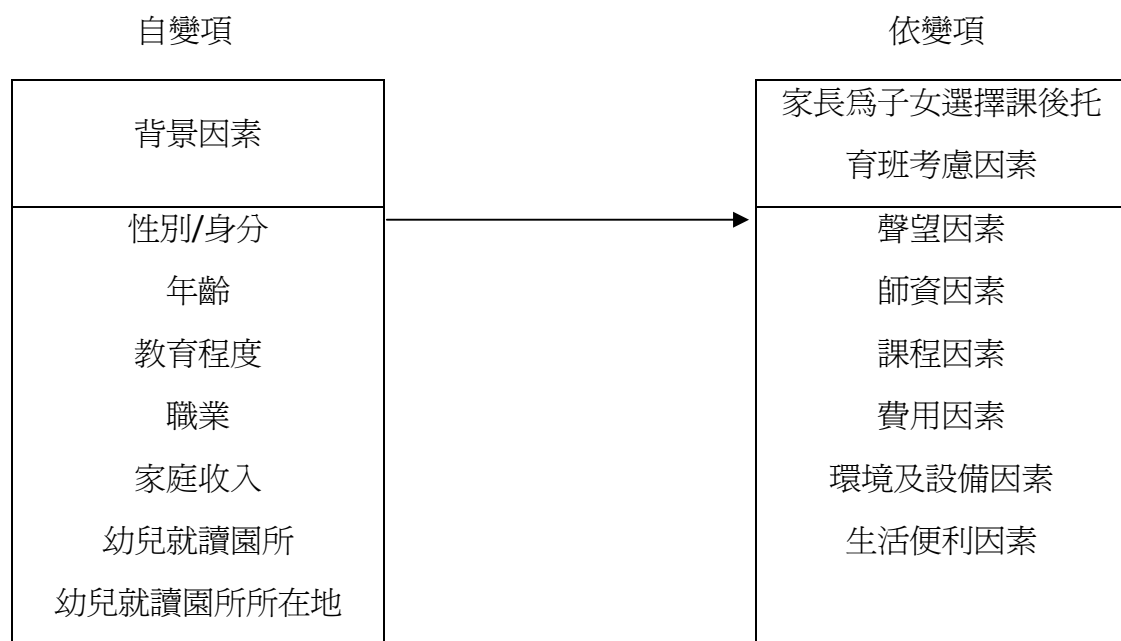 自變項
依變項
背景因素
家長爲子女選擇課後托
育班考慮因素
性別/身分
年齡
教育程度
職業
家庭收入
幼兒就讀園所
幼兒就讀園所所在地
聲望因素
師資因素
課程因素
費用因素
環境及設備因素
生活便利因素